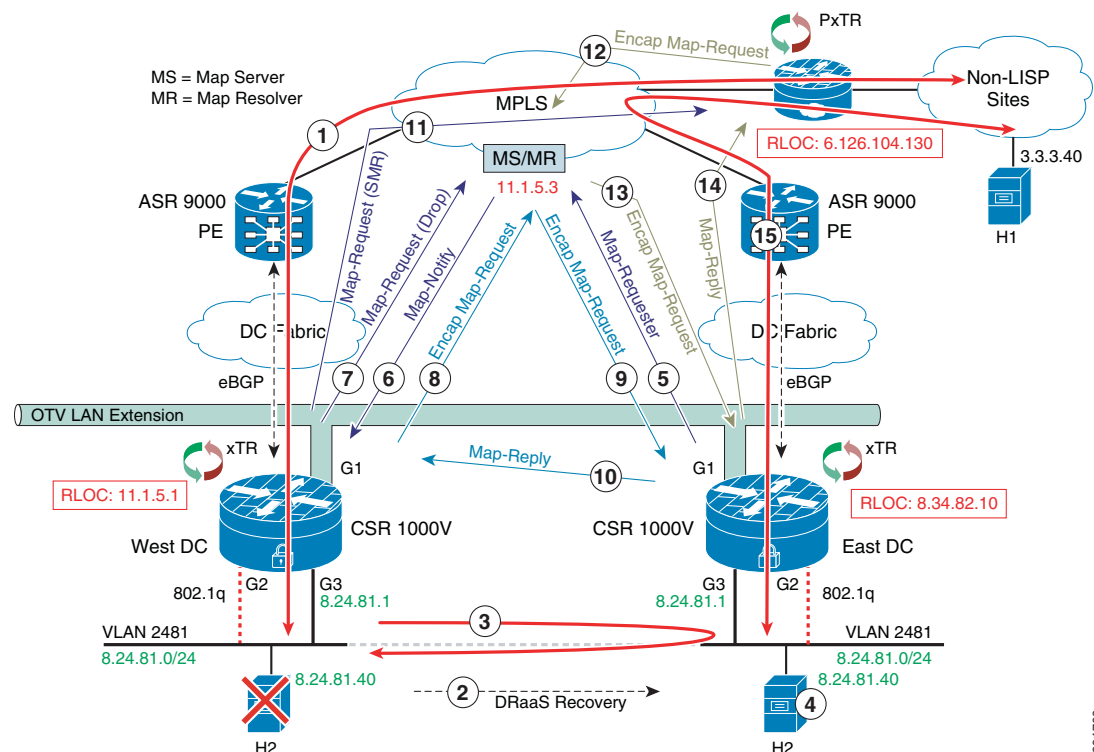 PxTR
Encap Map-Request
12
MS = Map Server
MR = Map Resolver
MPLS
Non-LISP
Sites
1
11
RLOC: 6.126.104.130
MS/MR
11.1.5.3
3.3.3.40
H1
ASR 9000
PE
ASR 9000
PE
13
14
15
Map-Request (SMR)
Map-Request (Drop)
Map-Notify
Encap Map-Request
Encap Map-Request
Map-Requester
Encap Map-Request
Map-Reply
DC Fabric
DC Fabric
eBGP
eBGP
7
6
8
9
5
OTV LAN Extension
xTR
G1
Map-Reply
10
G1
xTR
RLOC: 11.1.5.1
RLOC: 8.34.82.10
CSR 1000V
CSR 1000V
West DC
East DC
802.1q
G2
G3
8.24.81.1
G3
8.24.81.1
G2
802.1q
3
VLAN 2481
8.24.81.0/24
VLAN 2481
8.24.81.0/24
8.24.81.40
8.24.81.40
2
DRaaS Recovery
4
H2
H2